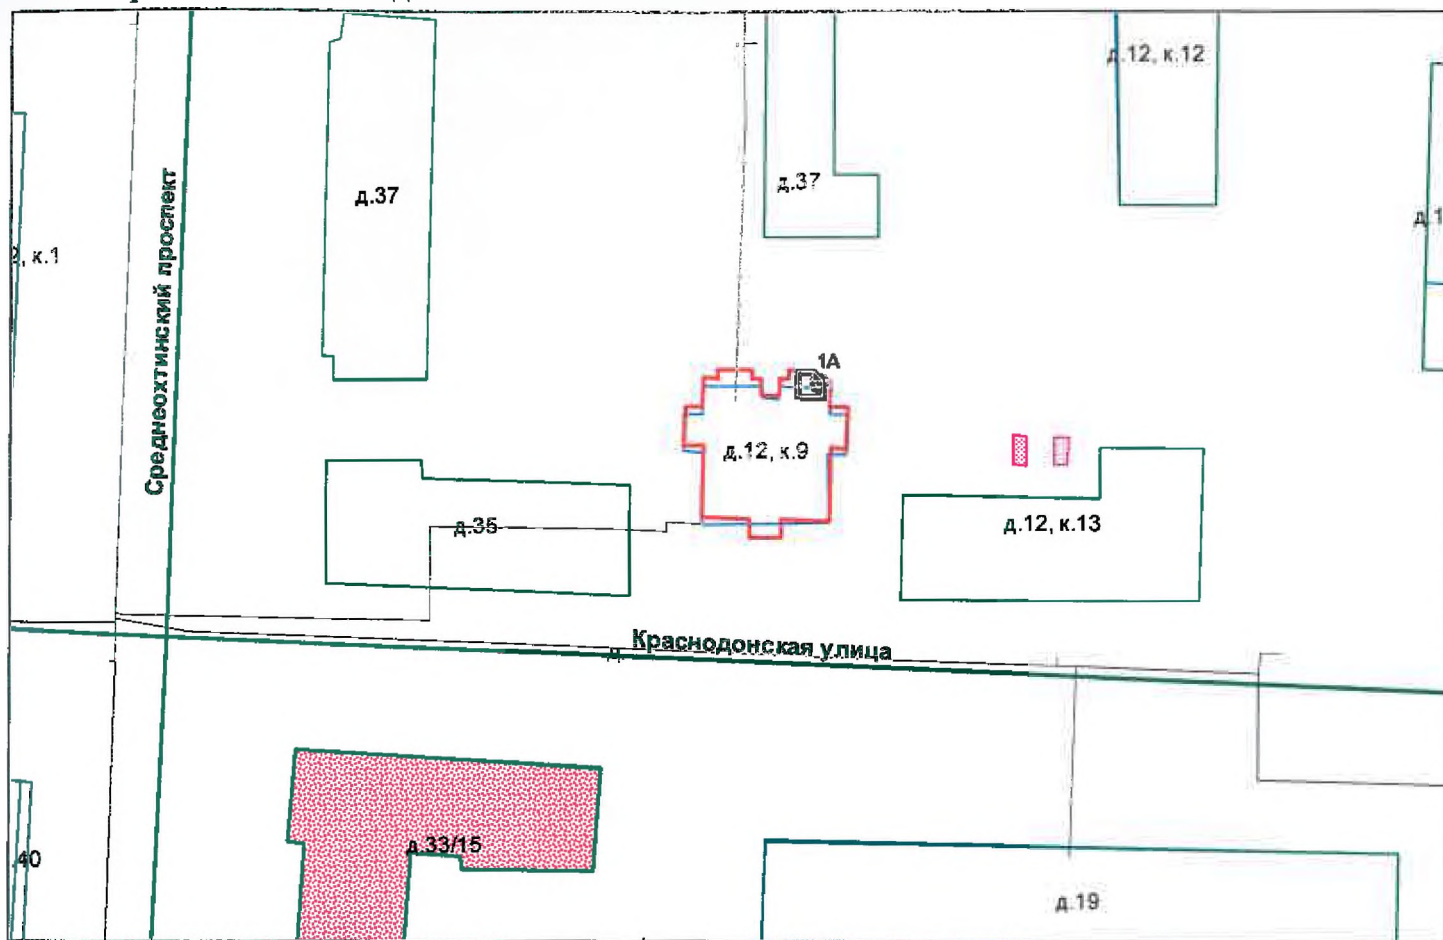 д.12, к.12
д.37
д.37
Среднеохтинский проспект
, к.1
1А
д.12, к.9
д.35
д.12, к.13
Краснодонская улица
д.33/15
40
д.19